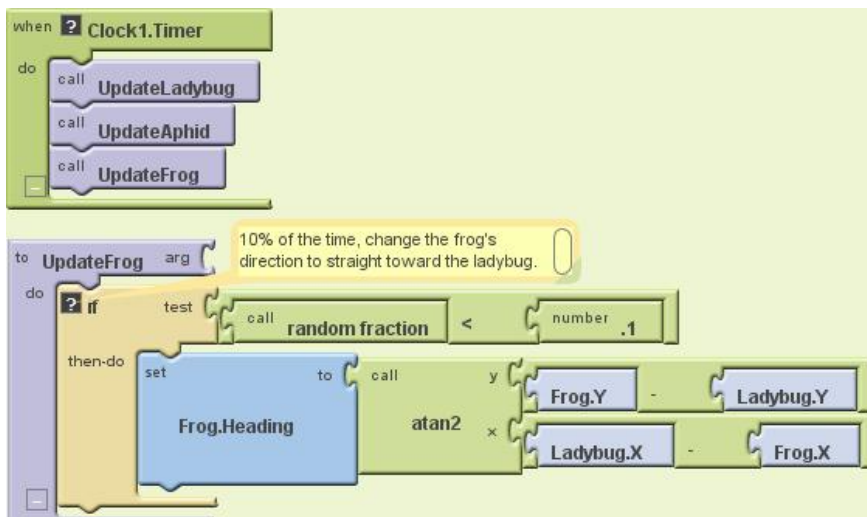 when ? Clock1.Timer
do
call UpdateLadybug
call UpdateAphid
call UpdateFrog
10% of the time, change the frog's
direction to straight toward the ladybug.
to UpdateFrog arg
do
? If test call random fraction < number .1
then-do set to call y Frog.Y - Ladybug.Y
Frog.Heading atan2
x Ladybug.X - Frog.X